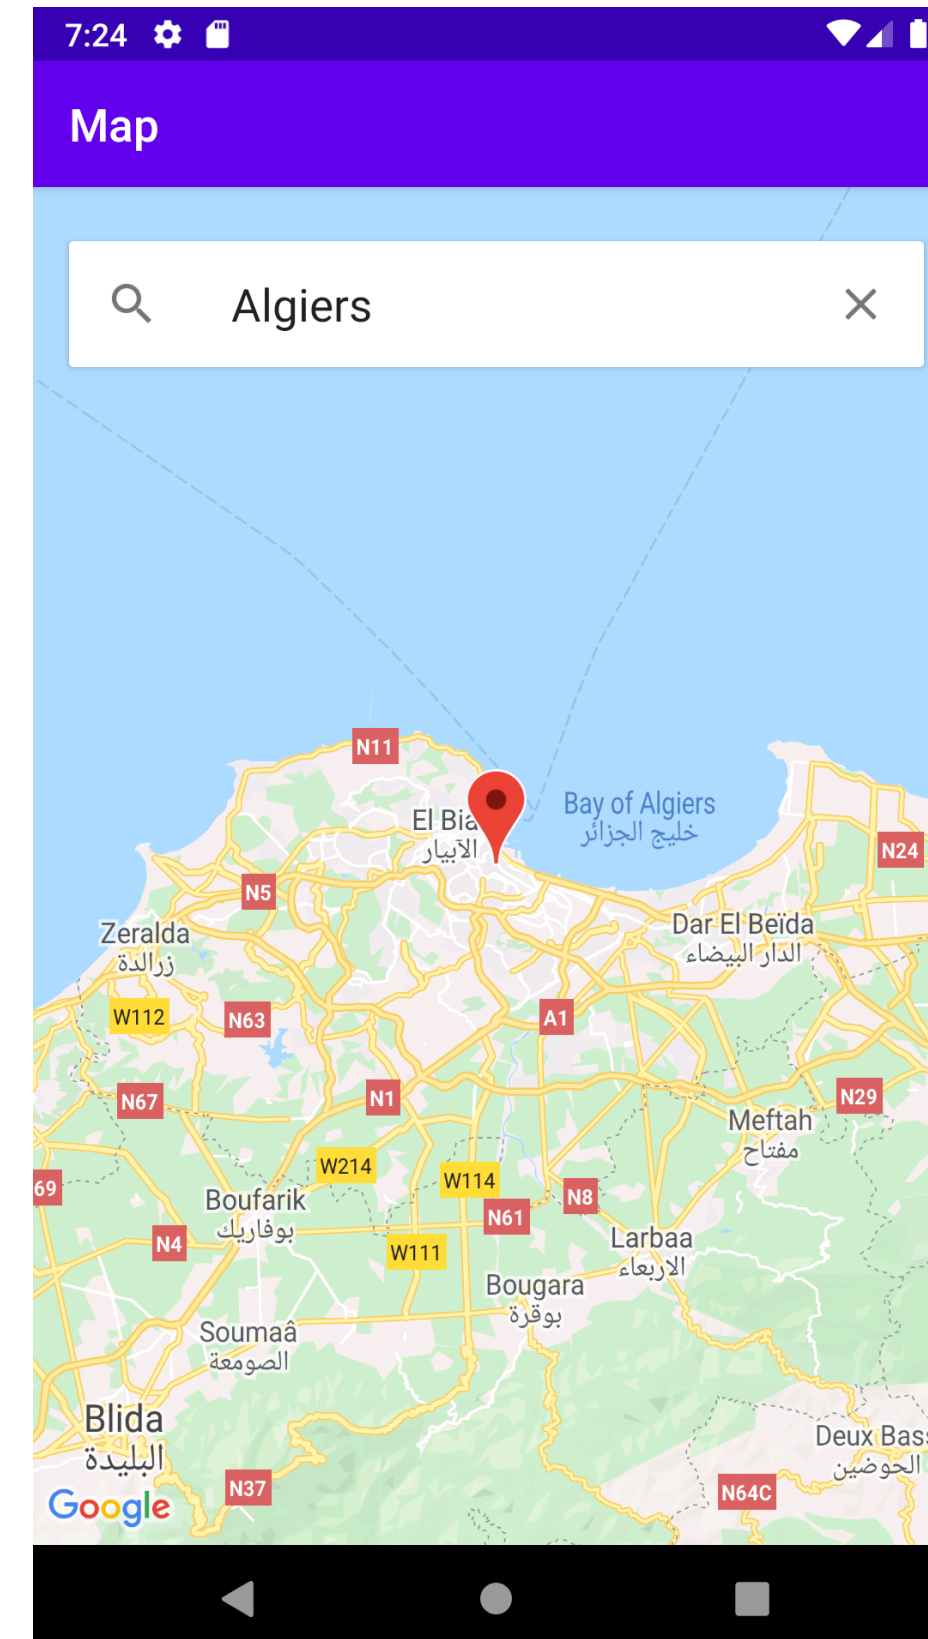 7:24
Map
Algiers
N11
Bay of Algiers
خليج الجزائر
El Bia
الآبيار
N24
N5
Dar El Beïda
الدار البيضاء
Zeralda
زرالدة
W112
N63
A1
N67
N1
N29
Meftah
مفتاح
W214
W114
69
Boufarik
بوفاريك
N8
N61
N4
W111
Larbaa
الاربعاء
Bougara
بوقرة
Soumaâ
الصومعة
Blida
البليدة
Deux Bas
الحوضين
N37
N64C
Google